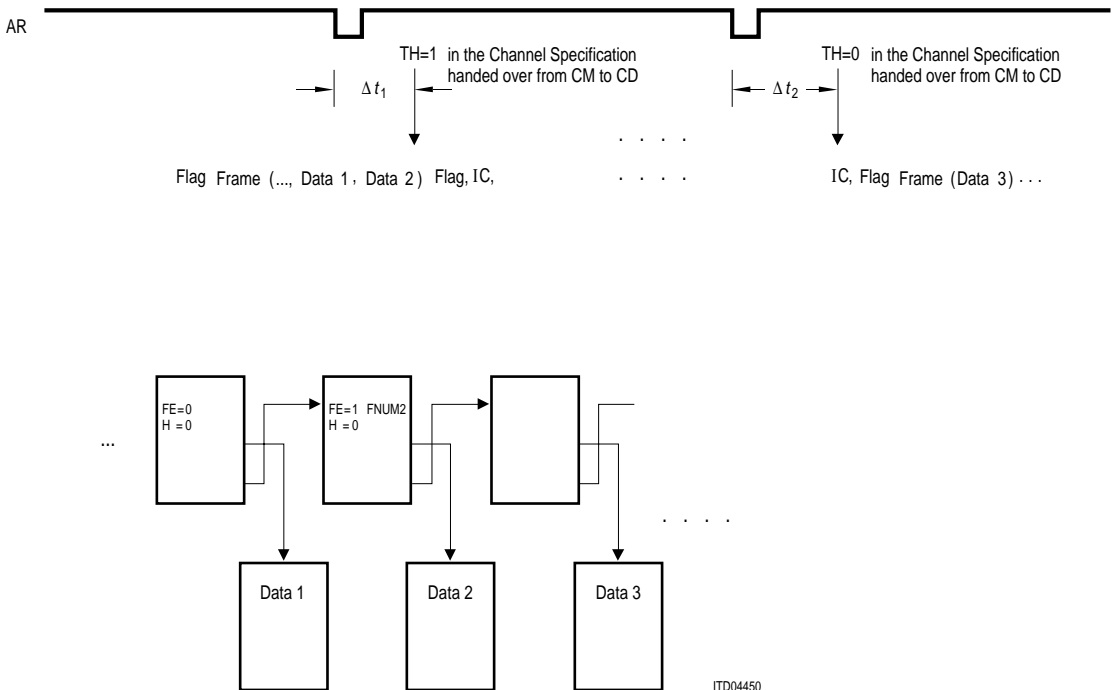 AR
TH=1 in the Channel Specification
handed over from CM to CD
TH=0 in the Channel Specification
handed over from CM to CD
Δt₁
Δt₂
. . . .
Flag Frame (..., Data 1, Data 2) Flag, IC,
. . . .
IC, Flag Frame (Data 3) . . .
...
FE=0
H =0
FE=1 FNUM2
H =0
. . . .
Data 1
Data 2
Data 3
ITD04450